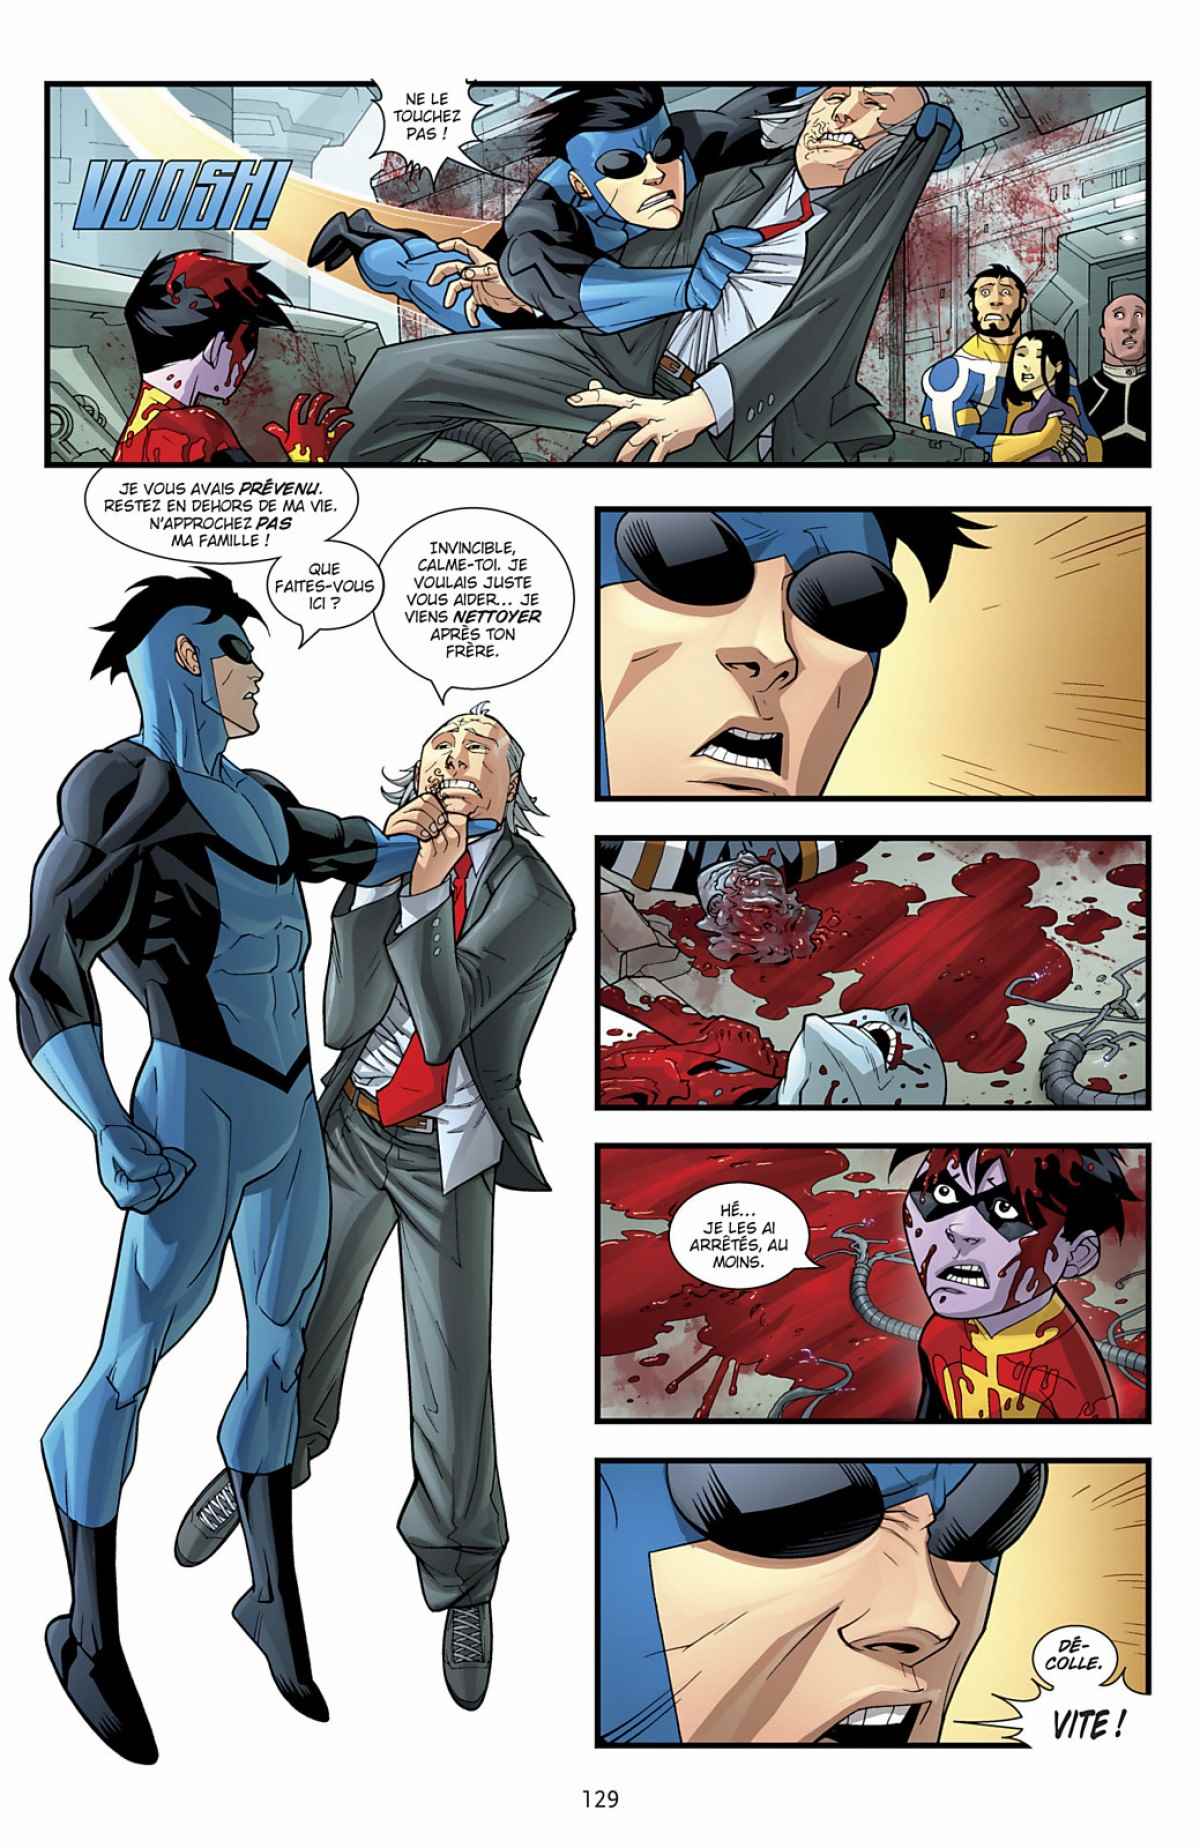 NE LE
TOUCHEZ
PAS !
VOOSH!
JE VOUS AVAIS PRÉVENU.
RESTEZ EN DEHORS DE MA VIE.
N'APPROCHEZ PAS
MA FAMILLE !
QUE
FAITES-VOUS
ICI ?
INVINCIBLE,
CALME-TOI. JE
VOULAIS JUSTE
VOUS AIDER... JE
VIENS NETTOYER
APRÈS TON
FRÈRE.
HÉ...
JE LES AI
ARRÊTÉS, AU
MOINS.
DÉ-
COLLE.
VITE !
129